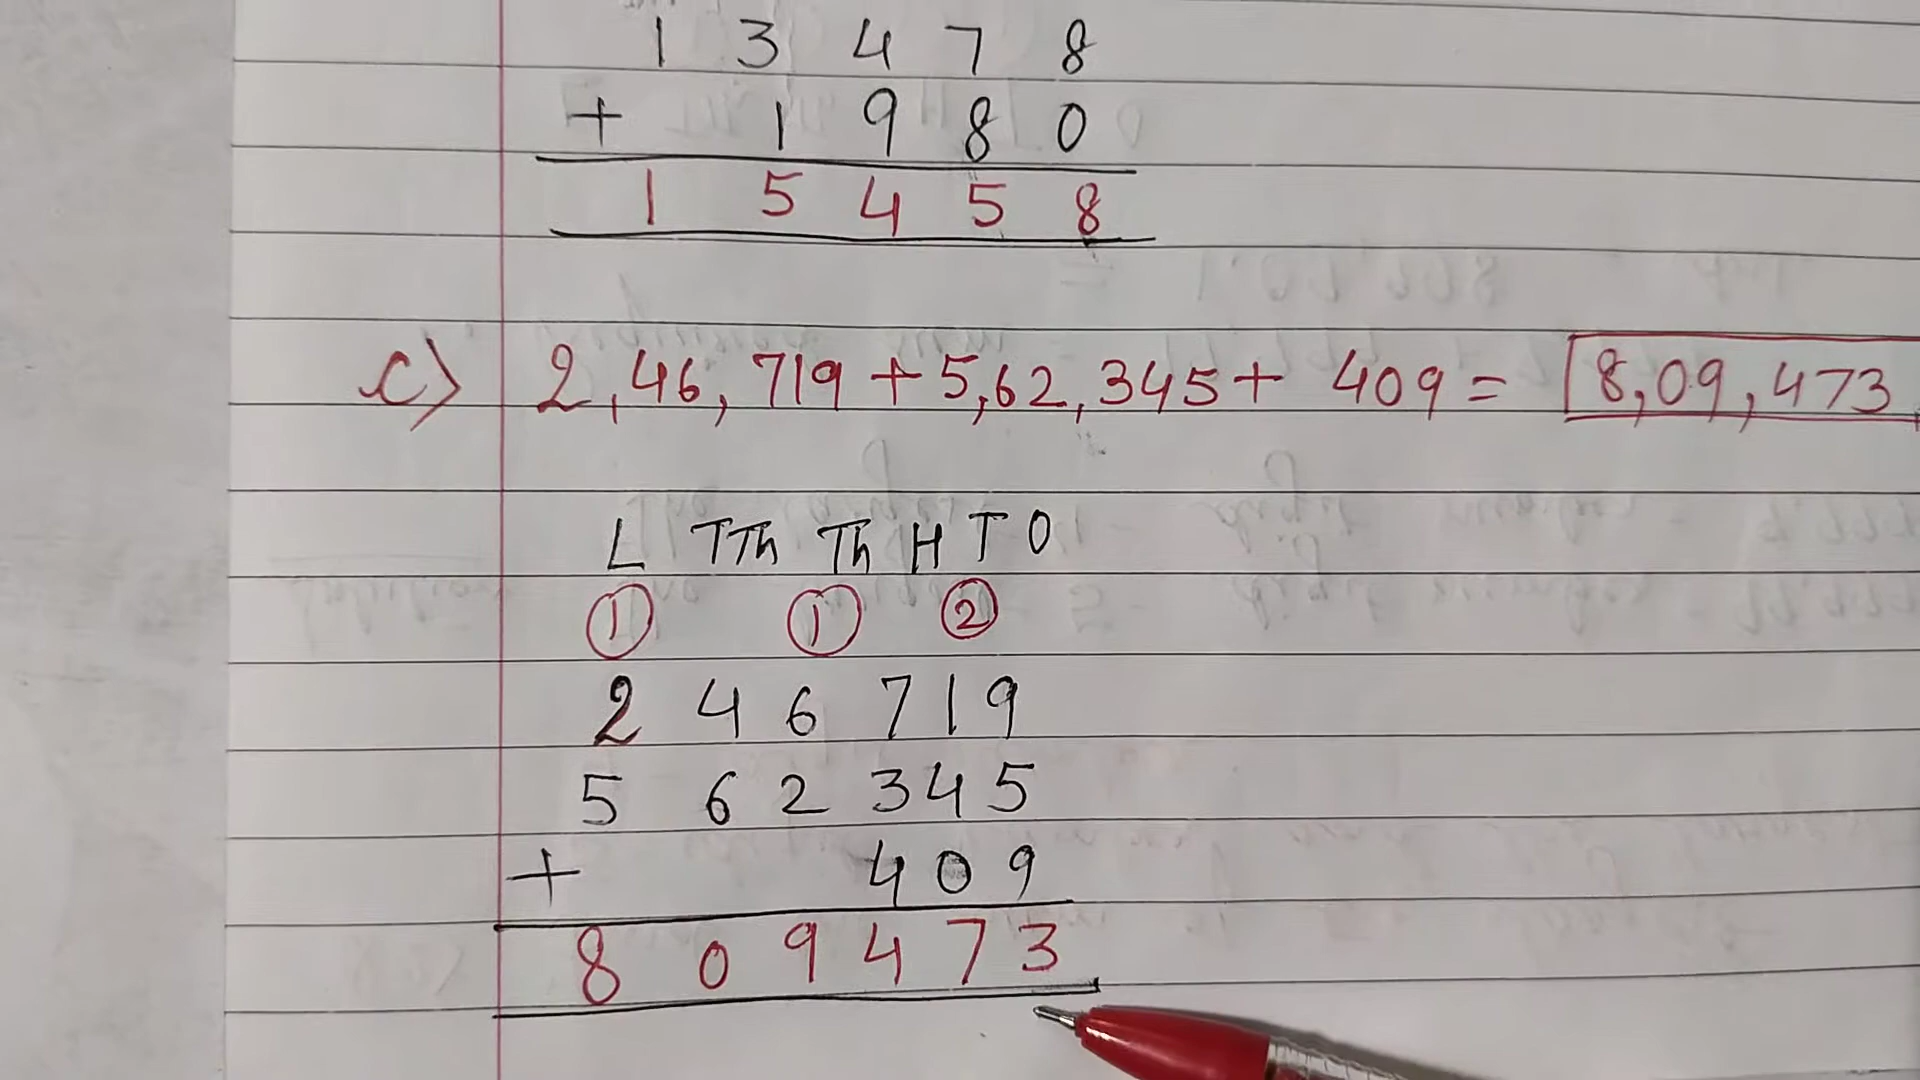 1 3 4 7 8
+ 1 9 8 0
1 5 4 5 8
c) 2,46,719 + 5,62,345 + 409 = 8,09,473
L TTh Th H T O
1 1 2
2 4 6 7 1 9
5 6 2 3 4 5
+ 4 0 9
8 0 9 4 7 3